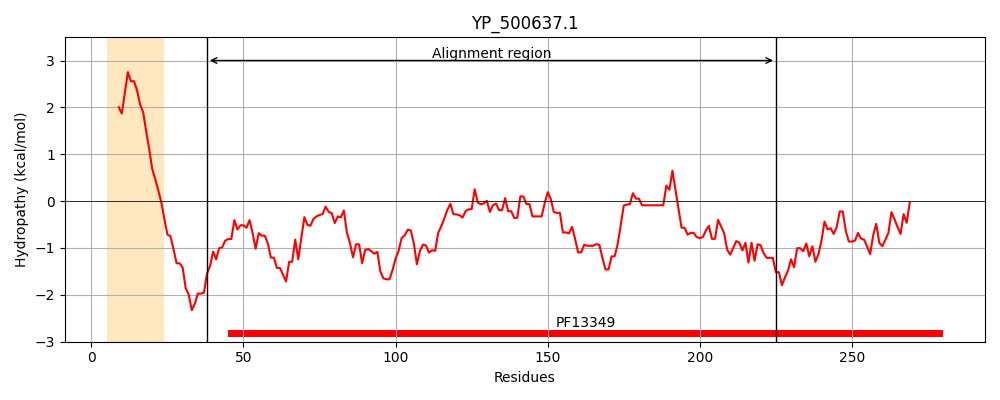 YP_500637.1
Alignment region
Hydropathy (kcal/mol)
3
2
1
0
−1
−2
−3
PF13349
0 50 100 150 200 250
Residues